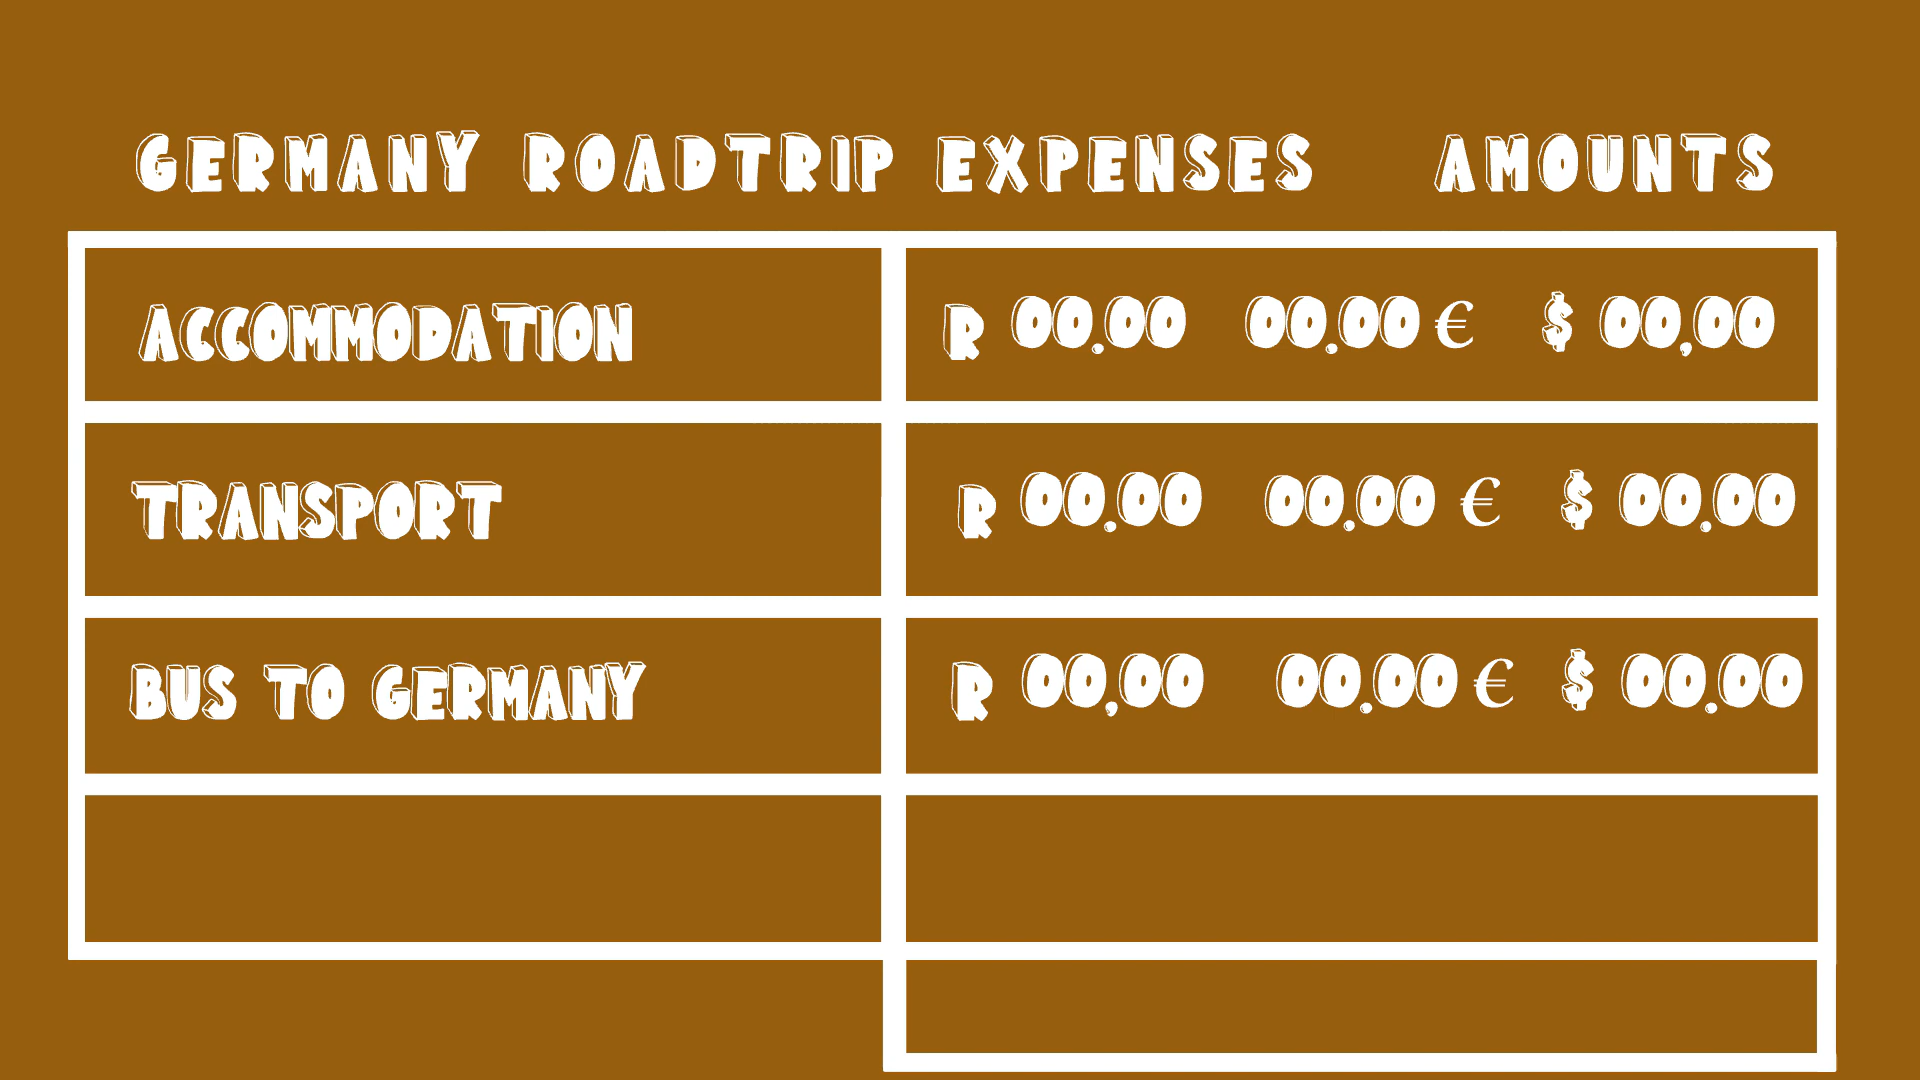 GERMANY ROADTRIP EXPENSES AMOUNTS
ACCOMMODATION R 00.00 00.00 € $ 00,00
TRANSPORT R 00.00 00.00 € $ 00.00
BUS TO GERMANY R 00,00 00.00 € $ 00.00